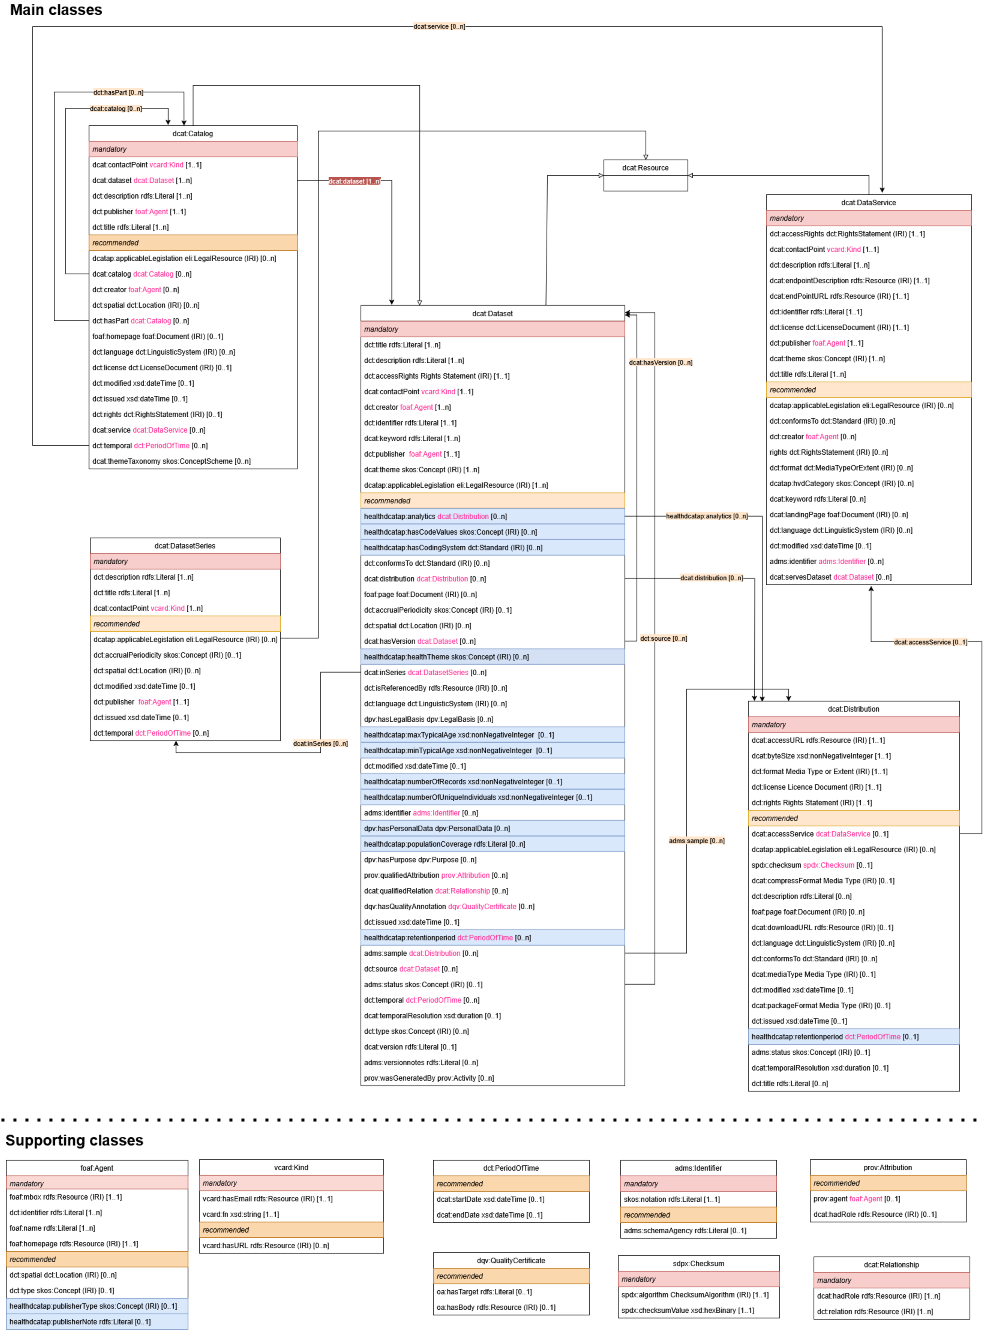 Main classes
dcat:service [0..n]
dct:hasPart [0..n]
dcat:catalog [0..n]
dcat:Catalog
mandatory
dcat:contactPoint vcard:Kind [1..1]
dcat:dataset dcat:Dataset [1..n]
dct:description rdfs:Literal [1..n]
dct:publisher foaf:Agent [1..1]
dct:title rdfs:Literal [1..n]
recommended
dcatap:applicableLegislation eli:LegalResource (IRI) [0..n]
dcat:catalog dcat:Catalog [0..n]
dct:creator foaf:Agent [0..n]
dct:spatial dct:Location (IRI) [0..n]
dct:hasPart dcat:Catalog [0..n]
foaf:homepage foaf:Document (IRI) [0..1]
dct:language dct:LinguisticSystem (IRI) [0..n]
dct:license dct:LicenseDocument (IRI) [0..1]
dct:modified xsd:dateTime [0..1]
dct:issued xsd:dateTime [0..1]
dct:rights dct:RightsStatement (IRI) [0..1]
dcat:service dcat:DataService [0..n]
dct:temporal dct:PeriodOfTime [0..n]
dcat:themeTaxonomy skos:ConceptScheme [0..n]
dcat:dataset [1..n]
dcat:Resource
dcat:DataService
mandatory
dct:accessRights dct:RightsStatement (IRI) [1..1]
dcat:contactPoint vcard:Kind [1..1]
dct:description rdfs:Literal [1..n]
dcat:endpointDescription rdfs:Resource (IRI) [1..n]
dcat:endPointURL rdfs:Resource (IRI) [1..n]
dct:identifier rdfs:Literal [1..n]
dct:license dct:LicenseDocument (IRI) [1..1]
dct:publisher foaf:Agent [1..1]
dcat:theme skos:Concept (IRI) [1..n]
dct:title rdfs:Literal [1..n]
recommended
dcatap:applicableLegislation eli:LegalResource (IRI) [0..n]
dct:conformsTo dct:Standard (IRI) [0..n]
dct:creator foaf:Agent [0..n]
rights dct:RightsStatement (IRI) [0..n]
dct:format dct:MediaTypeOrExtent (IRI) [0..n]
dcatap:hvdCategory skos:Concept (IRI) [0..n]
dcat:keyword rdfs:Literal [0..n]
dcat:landingPage foaf:Document (IRI) [0..n]
dct:language dct:LinguisticSystem (IRI) [0..n]
dct:modified xsd:dateTime [0..1]
adms:identifier adms:Identifier [0..n]
dcat:servesDataset dcat:Dataset [0..n]
dcat:Dataset
mandatory
dct:title rdfs:Literal [1..n]
dct:description rdfs:Literal [1..n]
dct:accessRights Rights Statement (IRI) [1..1]
dcat:contactPoint vcard:Kind [1..1]
dct:creator foaf:Agent [1..n]
dct:identifier rdfs:Literal [1..1]
dcat:keyword rdfs:Literal [1..n]
dct:publisher foaf:Agent [1..1]
dcat:theme skos:Concept (IRI) [1..n]
dcatap:applicableLegislation eli:LegalResource (IRI) [1..n]
recommended
healthdcatap:analytics dcat:Distribution [0..n]
healthdcatap:hasCodeValues skos:Concept (IRI) [0..n]
healthdcatap:hasCodingSystem dct:Standard (IRI) [0..n]
dct:conformsTo dct:Standard (IRI) [0..n]
dcat:distribution dcat:Distribution [0..n]
foaf:page foaf:Document (IRI) [0..n]
dct:accrualPeriodicity skos:Concept (IRI) [0..1]
dct:spatial dct:Location (IRI) [0..n]
dcat:hasVersion dcat:Dataset [0..n]
healthdcatap:healthTheme skos:Concept (IRI) [0..n]
dcat:inSeries dcat:DatasetSeries [0..n]
dct:isReferencedBy rdfs:Resource (IRI) [0..n]
dct:language dct:LinguisticSystem (IRI) [0..n]
dpv:hasLegalBasis dpv:LegalBasis [0..n]
healthdcatap:maxTypicalAge xsd:nonNegativeInteger [0..1]
healthdcatap:minTypicalAge xsd:nonNegativeInteger [0..1]
dct:modified xsd:dateTime [0..1]
healthdcatap:numberOfRecords xsd:nonNegativeInteger [0..1]
healthdcatap:numberOfUniqueIndividuals xsd:nonNegativeInteger [0..1]
adms:identifier adms:Identifier [0..n]
dpv:hasPersonalData dpv:PersonalData [0..n]
healthdcatap:populationCoverage rdfs:Literal [0..n]
dpv:hasPurpose dpv:Purpose [0..n]
prov:qualifiedAttribution prov:Attribution [0..n]
dcat:qualifiedRelation dcat:Relationship [0..n]
dqv:hasQualityAnnotation dqv:QualityCertificate [0..n]
dct:issued xsd:dateTime [0..1]
healthdcatap:retentionperiod dct:PeriodOfTime [0..n]
adms:sample dcat:Distribution [0..n]
dct:source dcat:Dataset [0..n]
adms:status skos:Concept (IRI) [0..1]
dct:temporal dct:PeriodOfTime [0..n]
dcat:temporalResolution xsd:duration [0..1]
dct:type skos:Concept (IRI) [0..n]
dcat:version rdfs:Literal [0..1]
adms:versionnotes rdfs:Literal [0..n]
prov:wasGeneratedBy prov:Activity [0..n]
dcat:hasVersion [0..n]
healthdcatap:analytics [0..n]
dcat:distribution [0..n]
dct:source [0..n]
dcat:accessService [0..1]
adms:sample [0..n]
dcat:inSeries [0..n]
dcat:DatasetSeries
mandatory
dct:description rdfs:Literal [1..n]
dct:title rdfs:Literal [1..n]
dcat:contactPoint vcard:Kind [1..n]
recommended
dcatap:applicableLegislation eli:LegalResource (IRI) [0..n]
dct:accrualPeriodicity skos:Concept (IRI) [0..1]
dct:spatial dct:Location (IRI) [0..n]
dct:modified xsd:dateTime [0..1]
dct:publisher foaf:Agent [1..1]
dct:issued xsd:dateTime [0..1]
dct:temporal dct:PeriodOfTime [0..n]
dcat:Distribution
mandatory
dcat:accessURL rdfs:Resource (IRI) [1..1]
dcat:byteSize xsd:nonNegativeInteger [1..1]
dct:format Media Type or Extent (IRI) [1..1]
dct:license Licence Document (IRI) [1..1]
dct:rights Rights Statement (IRI) [1..1]
recommended
dcat:accessService dcat:DataService [0..1]
dcatap:applicableLegislation eli:LegalResource (IRI) [0..n]
spdx:checksum spdx:Checksum [0..1]
dcat:compressFormat Media Type (IRI) [0..1]
dct:description rdfs:Literal [0..n]
foaf:page foaf:Document (IRI) [0..n]
dcat:downloadURL rdfs:Resource (IRI) [0..1]
dct:language dct:LinguisticSystem (IRI) [0..n]
dct:conformsTo dct:Standard (IRI) [0..n]
dcat:mediaType Media Type (IRI) [0..1]
dct:modified xsd:dateTime [0..1]
dcat:packageFormat Media Type (IRI) [0..1]
dct:issued xsd:dateTime [0..1]
healthdcatap:retentionperiod dct:PeriodOfTime [0..1]
adms:status skos:Concept (IRI) [0..1]
dcat:temporalResolution xsd:duration [0..1]
dct:title rdfs:Literal [0..n]
Supporting classes
foaf:Agent
mandatory
foaf:mbox rdfs:Resource (IRI) [1..1]
dct:identifier rdfs:Literal [1..n]
foaf:name rdfs:Literal [1..n]
foaf:homepage rdfs:Resource (IRI) [1..1]
recommended
dct:spatial dct:Location (IRI) [0..n]
dct:type skos:Concept (IRI) [0..1]
healthdcatap:publisherType skos:Concept (IRI) [0..1]
healthdcatap:publisherNote rdfs:Literal [0..1]
vcard:Kind
mandatory
vcard:hasEmail rdfs:Resource (IRI) [1..1]
vcard:fn xsd:string [1..1]
recommended
vcard:hasURL rdfs:Resource (IRI) [0..n]
dct:PeriodOfTime
recommended
dcat:startDate xsd:dateTime [0..1]
dcat:endDate xsd:dateTime [0..1]
dqv:QualityCertificate
recommended
oa:hasTarget rdfs:Literal [0..1]
oa:hasBody rdfs:Resource (IRI) [0..1]
adms:Identifier
mandatory
skos:notation rdfs:Literal [1..1]
recommended
adms:schemaAgency rdfs:Literal [0..1]
sdpx:Checksum
mandatory
spdx:algorithm ChecksumAlgorithm (IRI) [1..1]
spdx:checksumValue xsd:hexBinary [1..1]
prov:Attribution
recommended
prov:agent foaf:Agent [0..1]
dcat:hadRole rdfs:Resource (IRI) [0..1]
dcat:Relationship
mandatory
dcat:hadRole rdfs:Resource (IRI) [1..n]
dct:relation rdfs:Resource (IRI) [1..n]